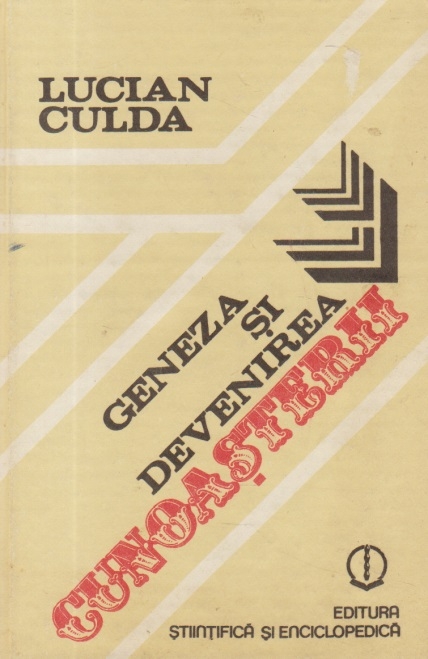 LUCIAN
CULDA
GENEZA
ȘI
DEVENIREA
CUNOAȘTERII
EDITURA
ȘTIINȚIFICĂ ȘI ENCICLOPEDICĂ